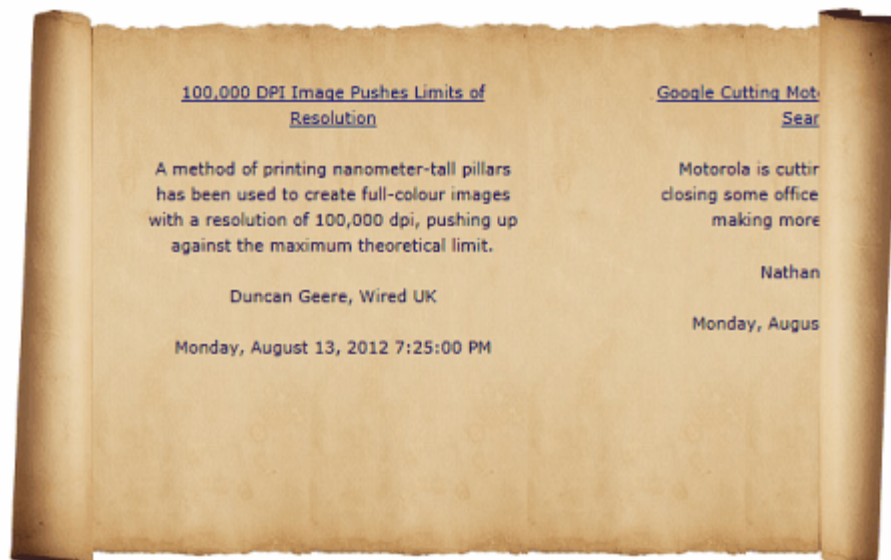 100,000 DPI Image Pushes Limits of
Resolution
A method of printing nanometer-tall pillars
has been used to create full-colour images
with a resolution of 100,000 dpi, pushing up
against the maximum theoretical limit.
Duncan Geere, Wired UK
Monday, August 13, 2012 7:25:00 PM
Google Cutting
Motorola is
closing some
making more
Nathan
Monday,